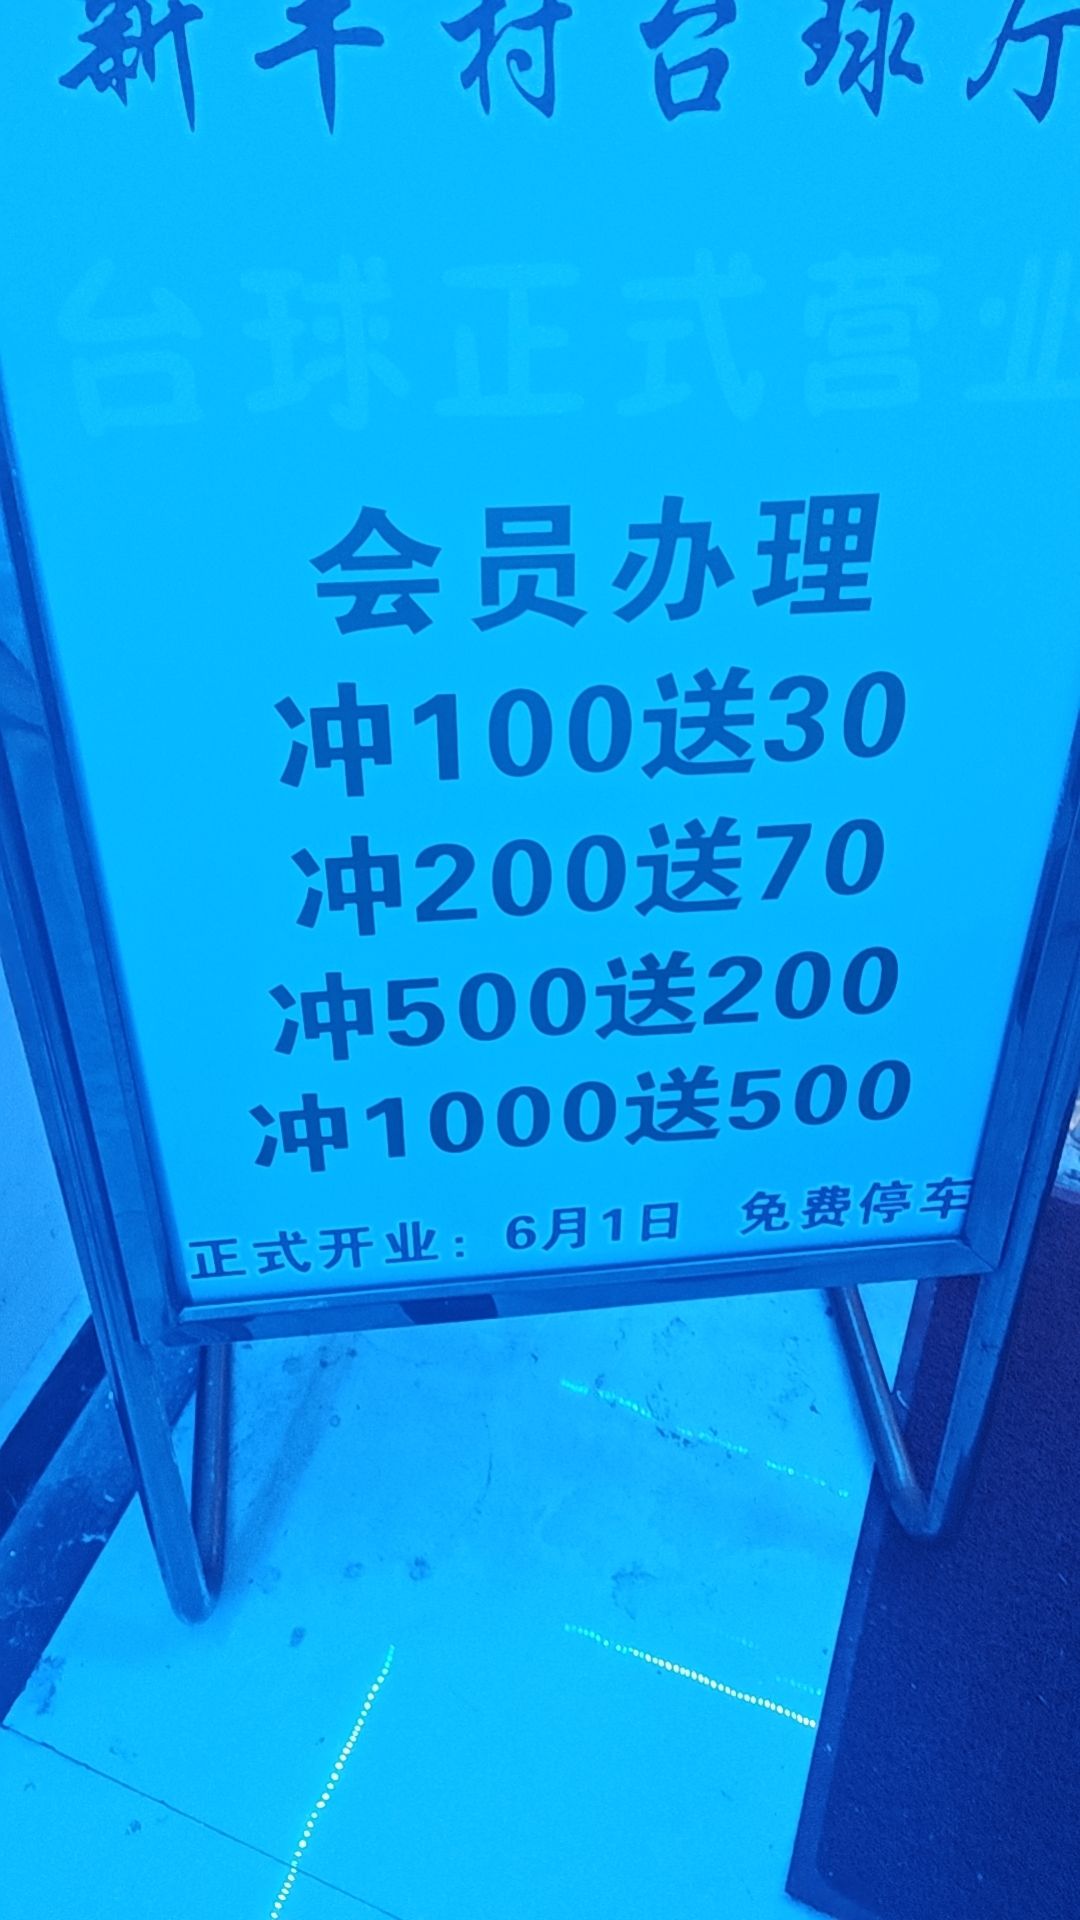 新丰村台球厅
台球正式营业
会员办理
冲100送30
冲200送70
冲500送200
冲1000送500
正式开业：6月1日 免费停车